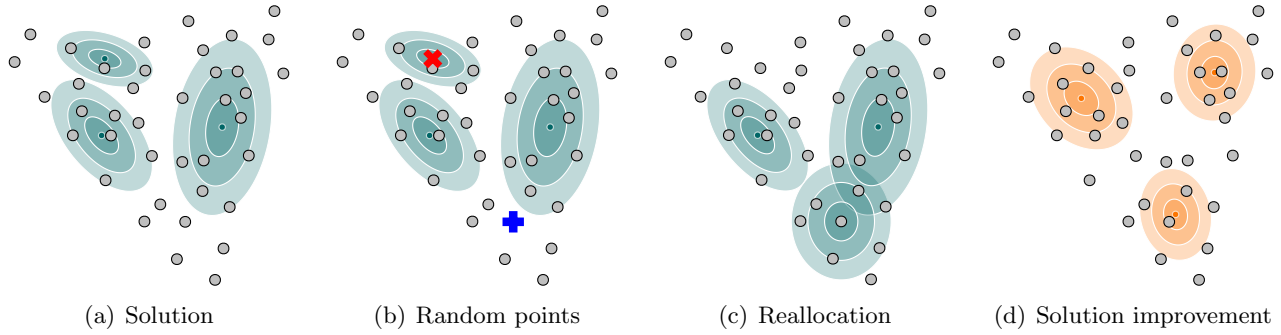 (a) Solution
(b) Random points
(c) Reallocation
(d) Solution improvement